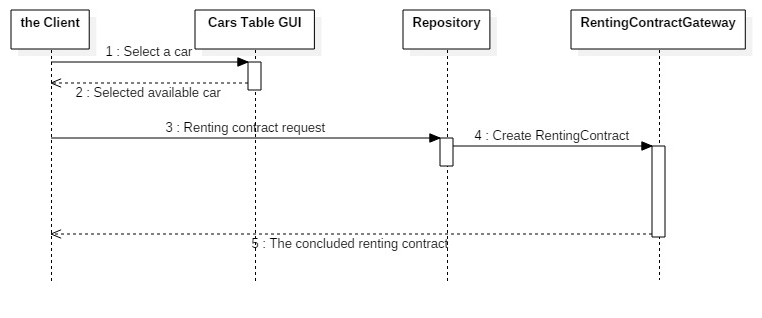 the Client
Cars Table GUI
Repository
RentingContractGateway
1 : Select a car
2 : Selected available car
3 : Renting contract request
4 : Create RentingContract
5 : The concluded renting contract